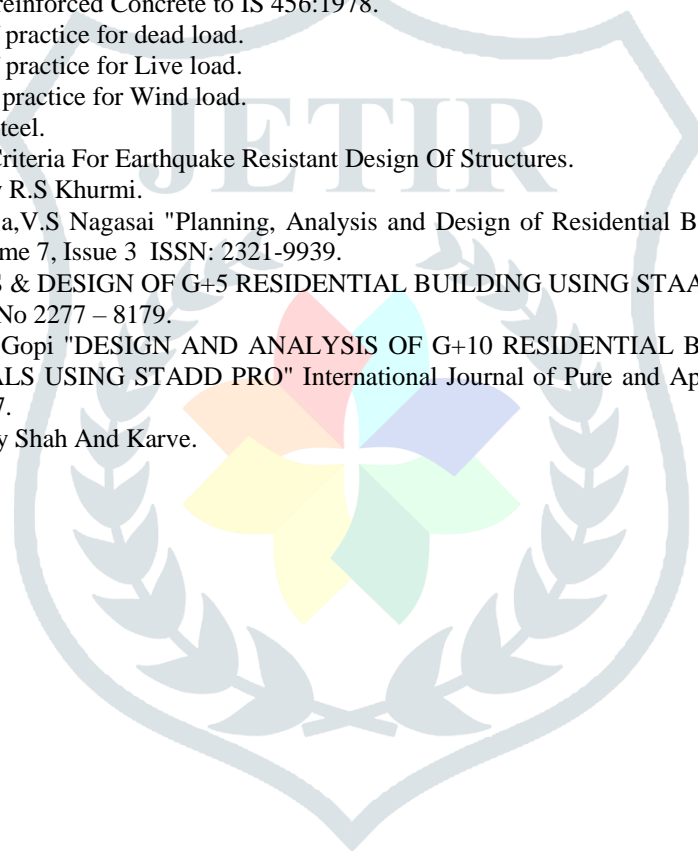 reinforced Concrete to IS 456:1978.
practice for dead load.
practice for Live load.
practice for Wind load.
teel.
Criteria For Earthquake Resistant Design Of Structures.
R.S Khurmi.
a,V.S Nagasai "Planning, Analysis and Design of Residential B
me 7, Issue 3 ISSN: 2321-9939.
S & DESIGN OF G+5 RESIDENTIAL BUILDING USING STAA
No 2277 – 8179.
Gopi "DESIGN AND ANALYSIS OF G+10 RESIDENTIAL B
ALS USING STADD PRO" International Journal of Pure and Ap
7.
y Shah And Karve.
JETIR